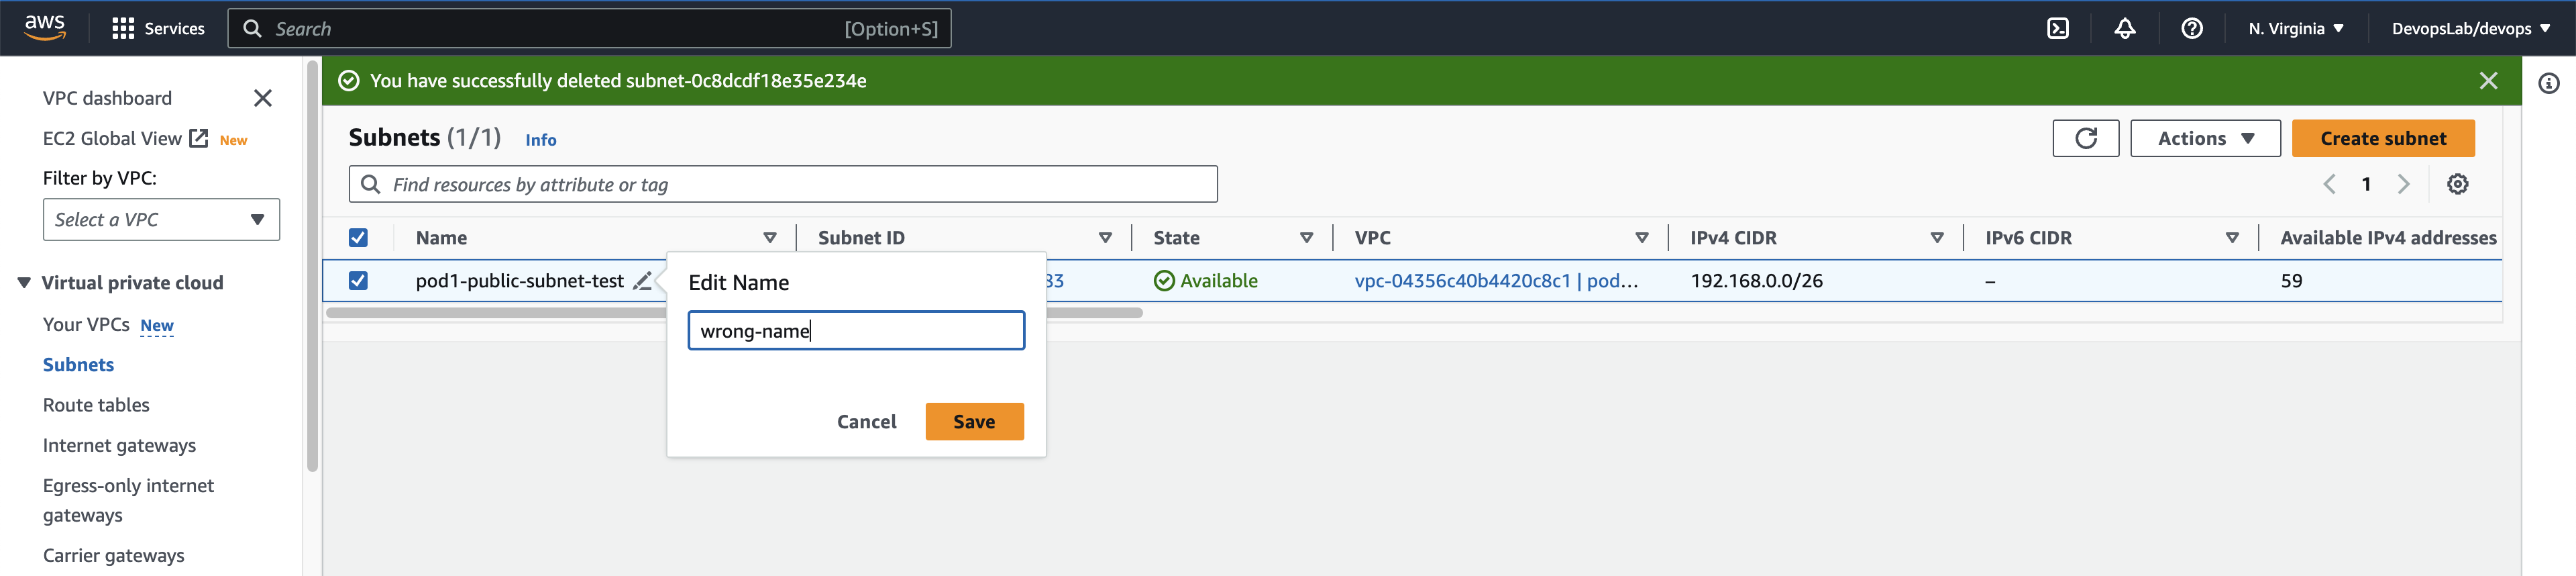 aws
Services
Search
[Option+S]
N. Virginia
DevopsLab/devops
VPC dashboard
EC2 Global View New
Filter by VPC:
Select a VPC
Virtual private cloud
Your VPCs New
Subnets
Route tables
Internet gateways
Egress-only internet
gateways
Carrier gateways
You have successfully deleted subnet-0c8dcdf18e35e234e
Subnets (1/1) Info
Actions
Create subnet
Find resources by attribute or tag
1
Name Subnet ID State VPC IPv4 CIDR IPv6 CIDR Available IPv4 addresses
pod1-public-subnet-test 33 Available vpc-04356c40b4420c8c1 | pod... 192.168.0.0/26 – 59
Edit Name
wrong-name
Cancel
Save